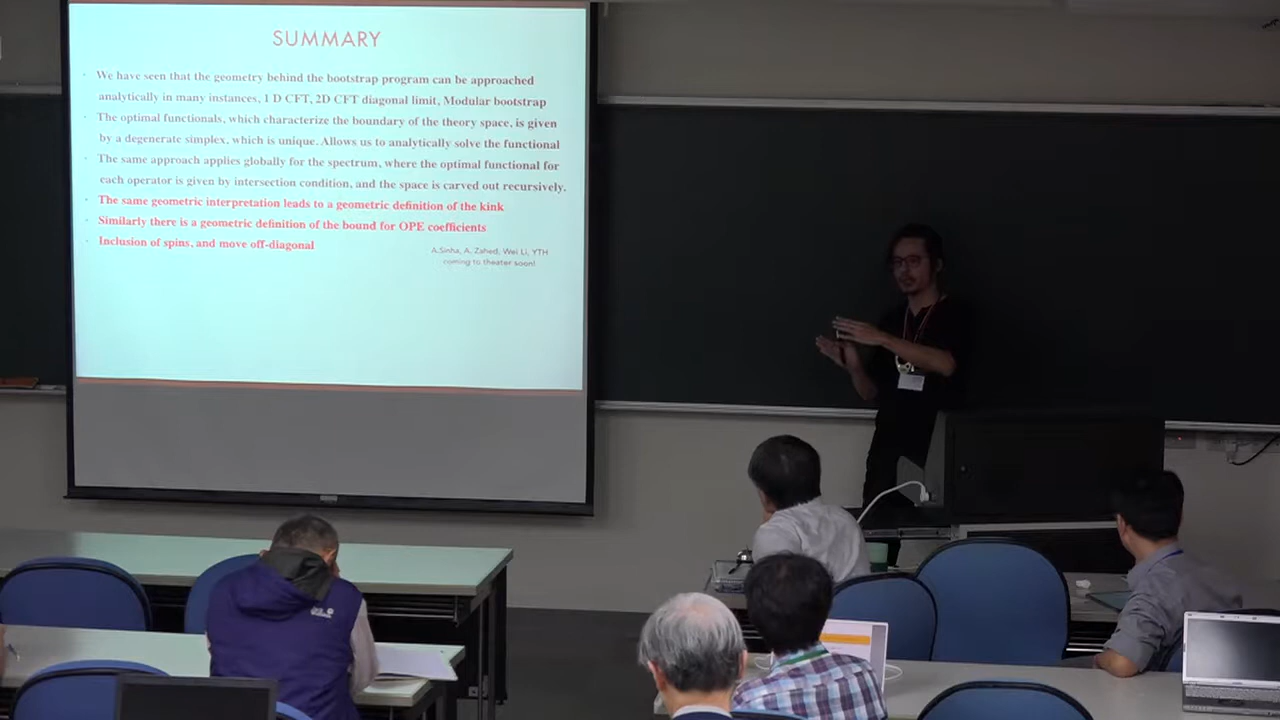 SUMMARY
We have seen that the geometry behind the bootstrap program can be approached
analytically in many instances, 1 D CFT, 2D CFT diagonal limit, Modular bootstrap
The optimal functionals, which characterize the boundary of the theory space, is given
by a degenerate simplex, which is unique. Allows us to analytically solve the functional
The same approach applies globally for the spectrum, where the optimal functional for
each operator is given by intersection condition, and the space is carved out recursively.
The same geometric interpretation leads to a geometric definition of the kink
Similarly there is a geometric definition of the bound for OPE coefficients
Inclusion of spins, and move off-diagonal
A.Sinha, A. Zahed, Wei Li, YTH
coming to theater soon!